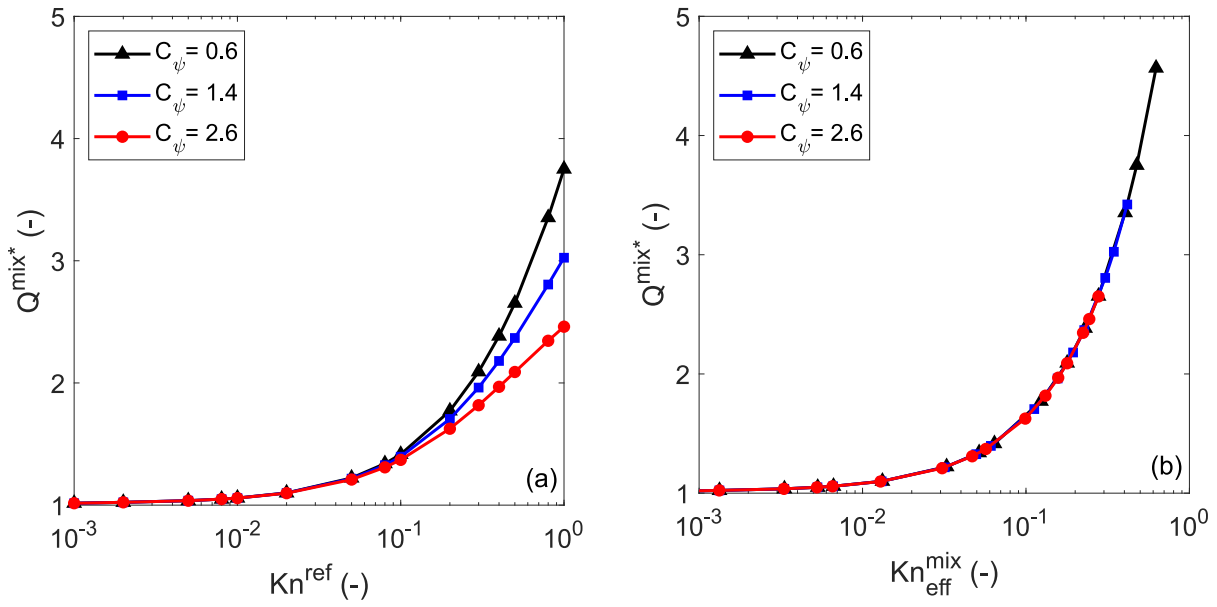 5
4
3
2
1
Q^mix* (-)
C_ψ = 0.6
C_ψ = 1.4
C_ψ = 2.6
(a)
10^-3 10^-2 10^-1 10^0
Kn^ref (-)
5
4
3
2
1
Q^mix* (-)
C_ψ = 0.6
C_ψ = 1.4
C_ψ = 2.6
(b)
10^-3 10^-2 10^-1 10^0
Kn_eff^mix (-)